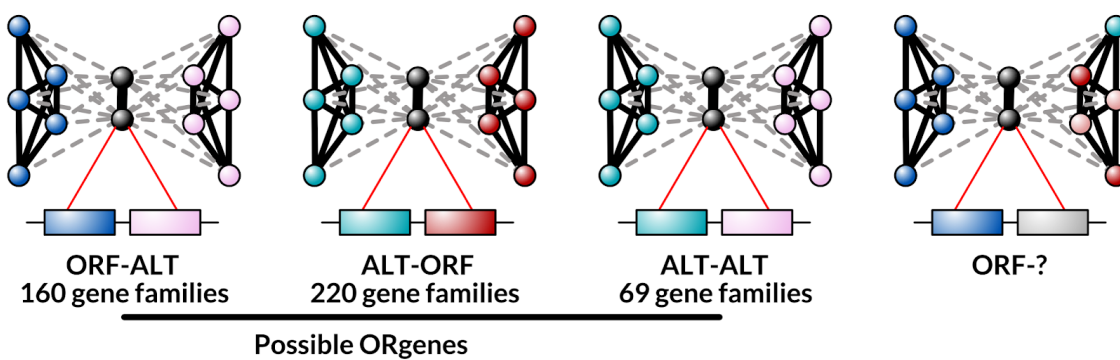 ORF-ALT
160 gene families
ALT-ORF
220 gene families
ALT-ALT
69 gene families
ORF-?
Possible ORgenes